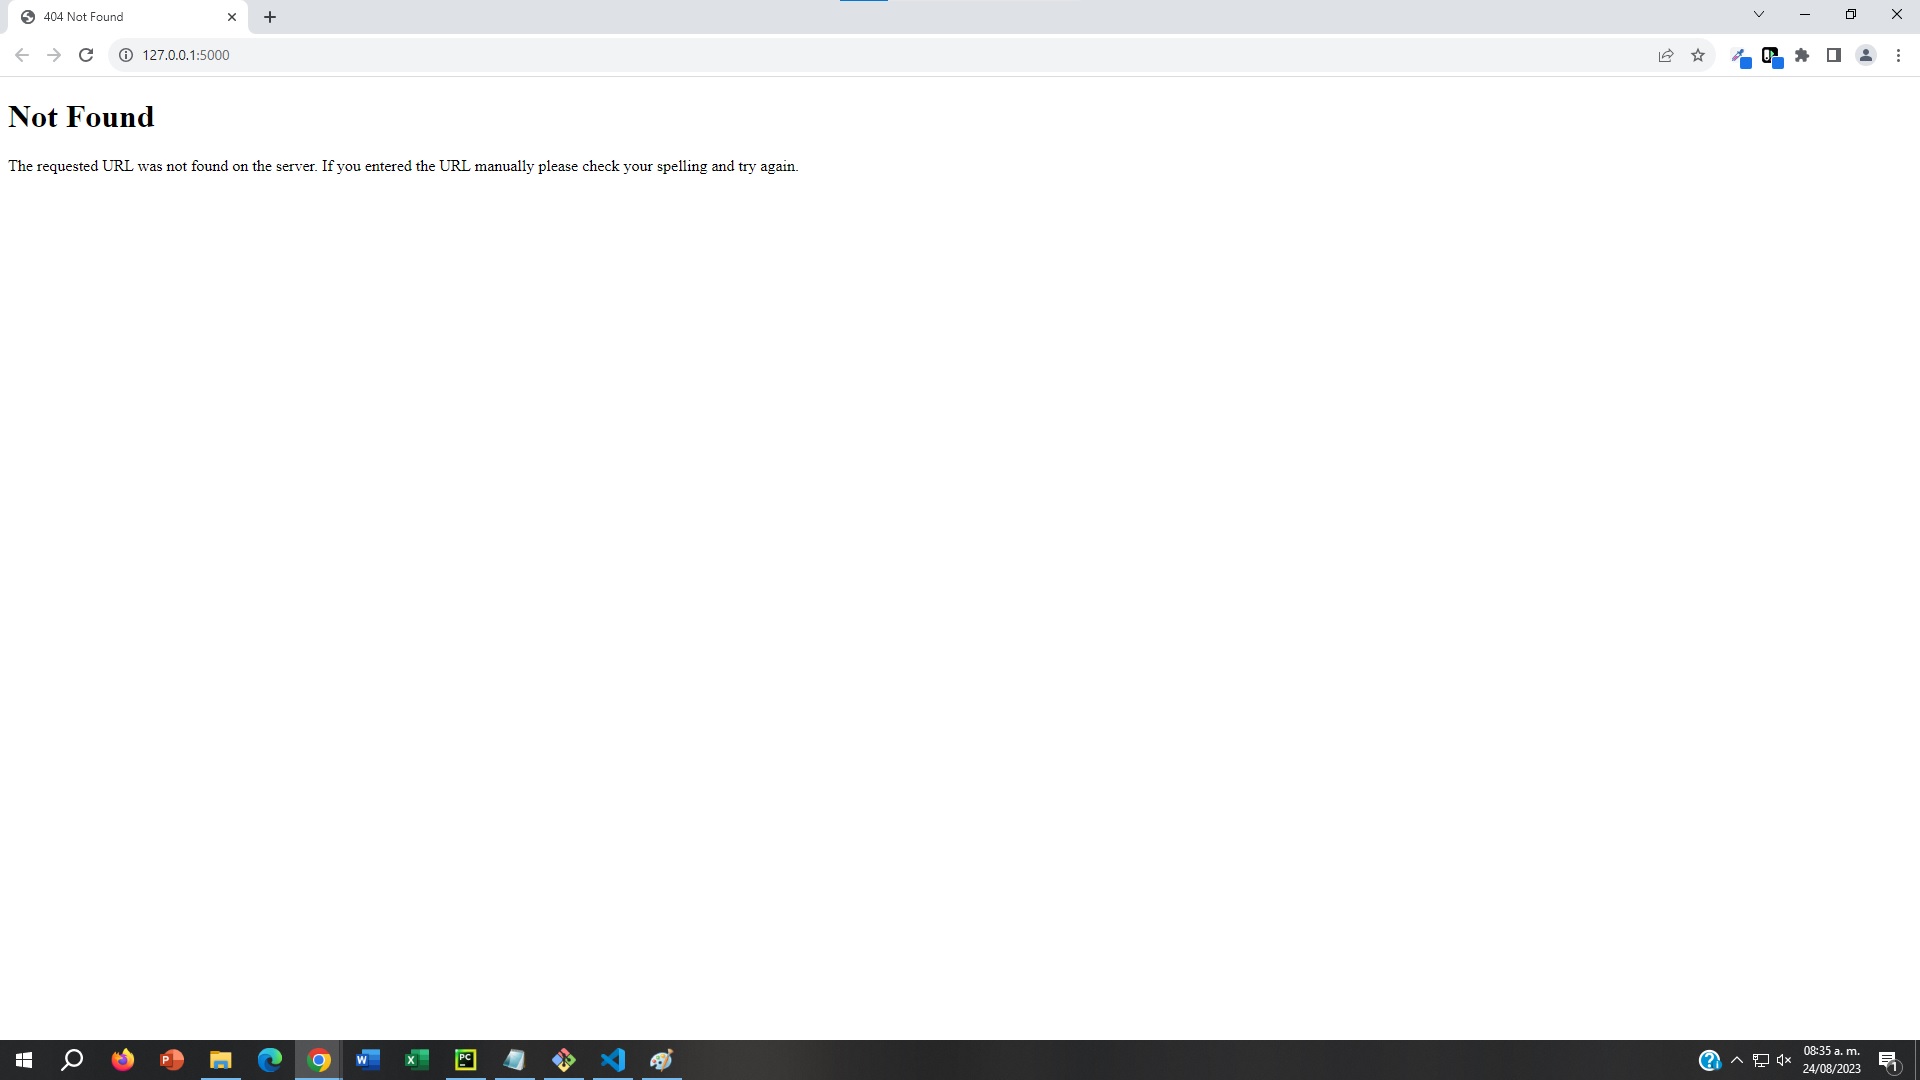 404 Not Found
127.0.0.1:5000
Not Found
The requested URL was not found on the server. If you entered the URL manually please check your spelling and try again.
08:35 a. m.
24/08/2023
1